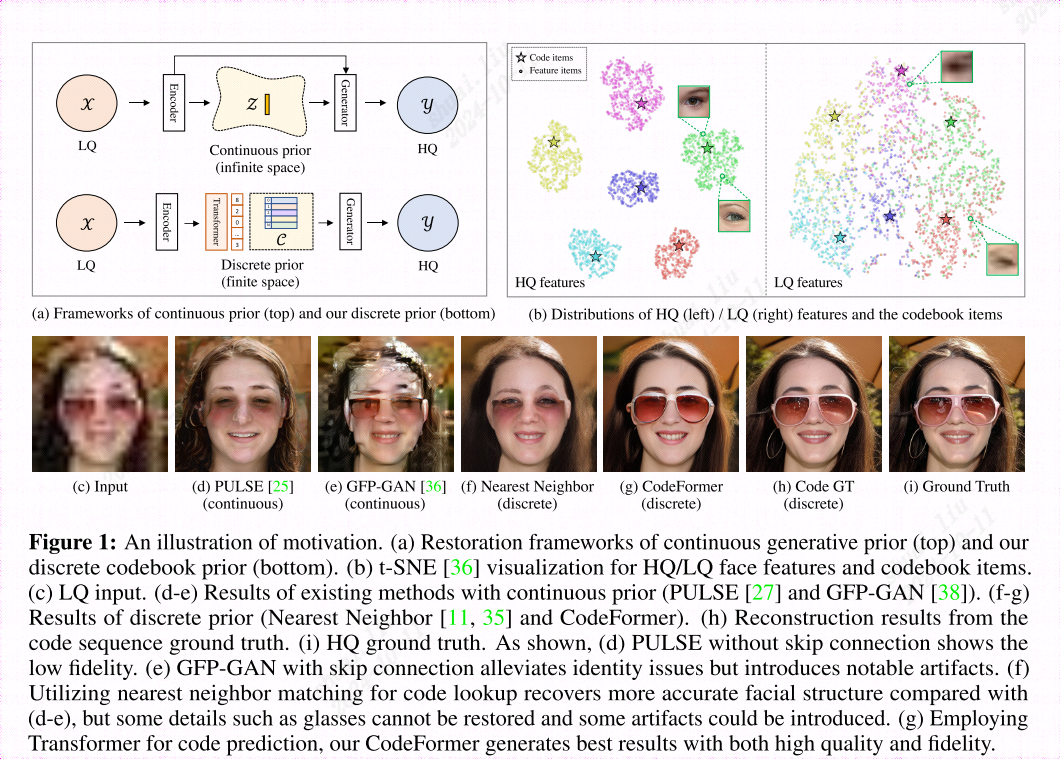 x
LQ
Encoder
z
Continuous prior
(infinite space)
Generator
y
HQ
x
LQ
Encoder
Transformer
8
2
0
...
3
C
Discrete prior
(finite space)
Generator
y
HQ
Code items
Feature items
HQ features
LQ features
(a) Frameworks of continuous prior (top) and our discrete prior (bottom)
(b) Distributions of HQ (left) / LQ (right) features and the codebook items
(c) Input
(d) PULSE [25]
(continuous)
(e) GFP-GAN [36]
(continuous)
(f) Nearest Neighbor
(discrete)
(g) CodeFormer
(discrete)
(h) Code GT
(discrete)
(i) Ground Truth
Figure 1: An illustration of motivation. (a) Restoration frameworks of continuous generative prior (top) and our
discrete codebook prior (bottom). (b) t-SNE [36] visualization for HQ/LQ face features and codebook items.
(c) LQ input. (d-e) Results of existing methods with continuous prior (PULSE [27] and GFP-GAN [38]). (f-g)
Results of discrete prior (Nearest Neighbor [11, 35] and CodeFormer). (h) Reconstruction results from the
code sequence ground truth. (i) HQ ground truth. As shown, (d) PULSE without skip connection shows the
low fidelity. (e) GFP-GAN with skip connection alleviates identity issues but introduces notable artifacts. (f)
Utilizing nearest neighbor matching for code lookup recovers more accurate facial structure compared with
(d-e), but some details such as glasses cannot be restored and some artifacts could be introduced. (g) Employing
Transformer for code prediction, our CodeFormer generates best results with both high quality and fidelity.